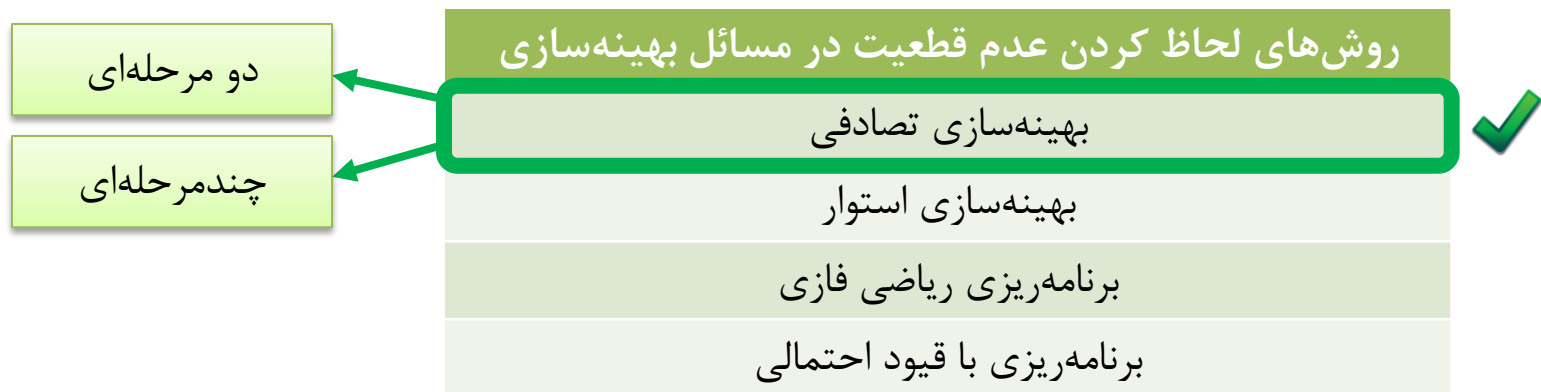 روش‌های لحاظ کردن عدم قطعیت در مسائل بهینه‌سازی
بهینه‌سازی تصادفی
بهینه‌سازی استوار
برنامه‌ریزی ریاضی فازی
برنامه‌ریزی با قیود احتمالی
دو مرحله‌ای
چندمرحله‌ای